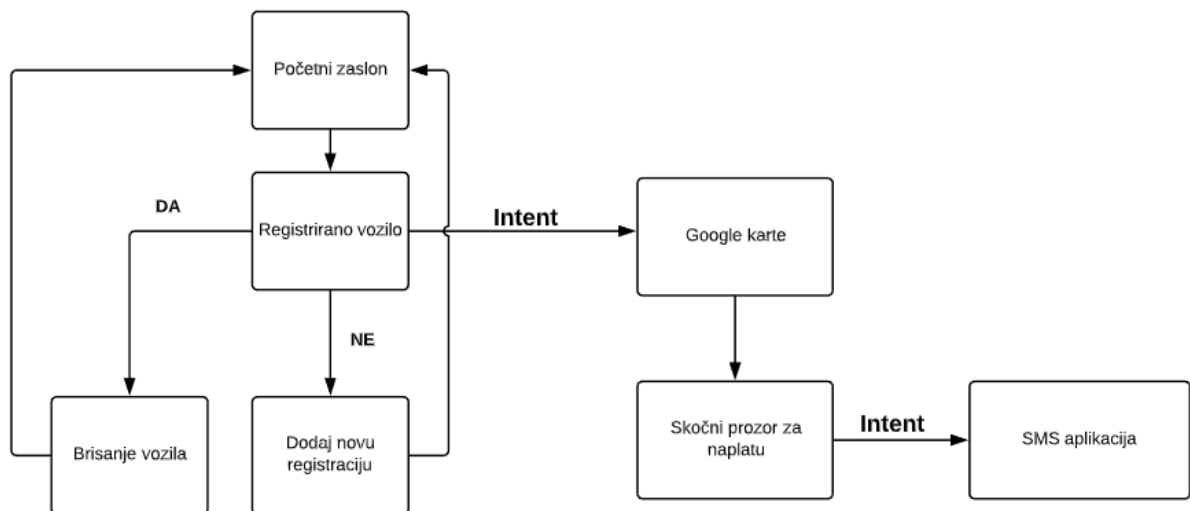 Početni zaslon
DA
Registrirano vozilo
Intent
Google karte
NE
Brisanje vozila
Dodaj novu
registraciju
Skočni prozor za
naplatu
Intent
SMS aplikacija